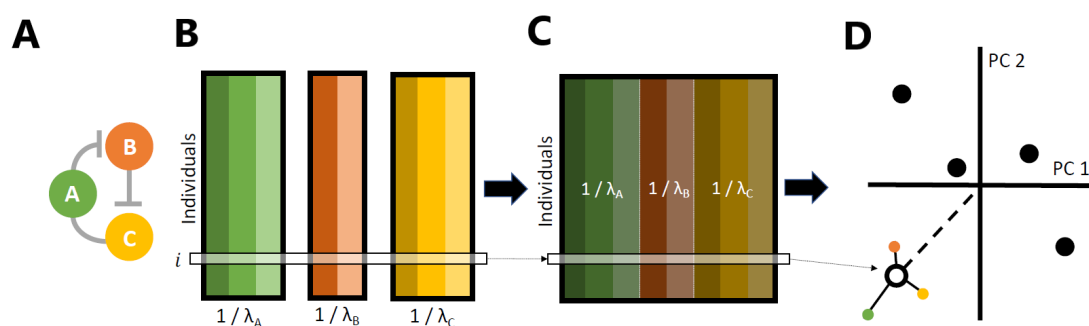 A
B
C
D
A
B
C
Individuals
i
1 / λA
1 / λB
1 / λC
Individuals
1 / λA
1 / λB
1 / λC
PC 2
PC 1